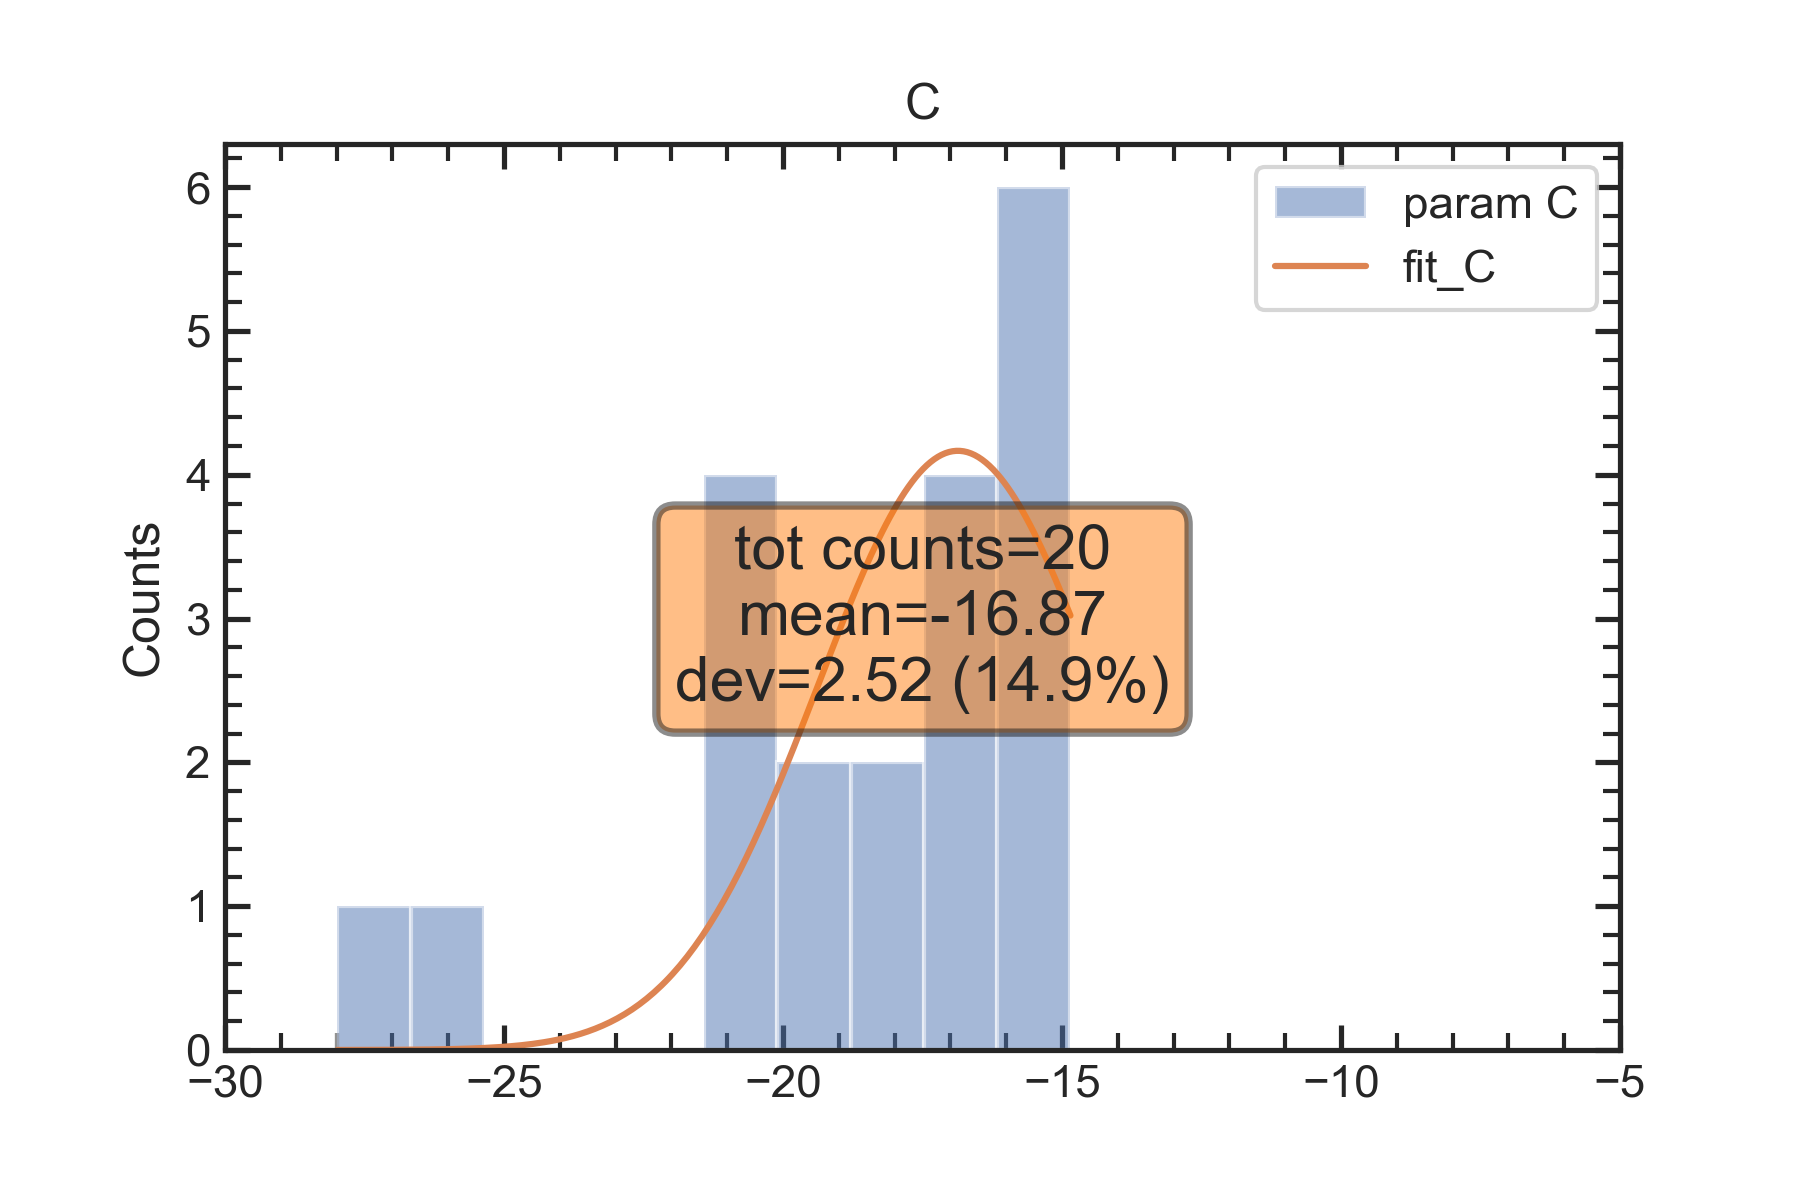 C
param C
fit_C
tot counts=20
mean=-16.87
dev=2.52 (14.9%)
Counts
6
5
4
3
2
1
0
−30 −25 −20 −15 −10 −5